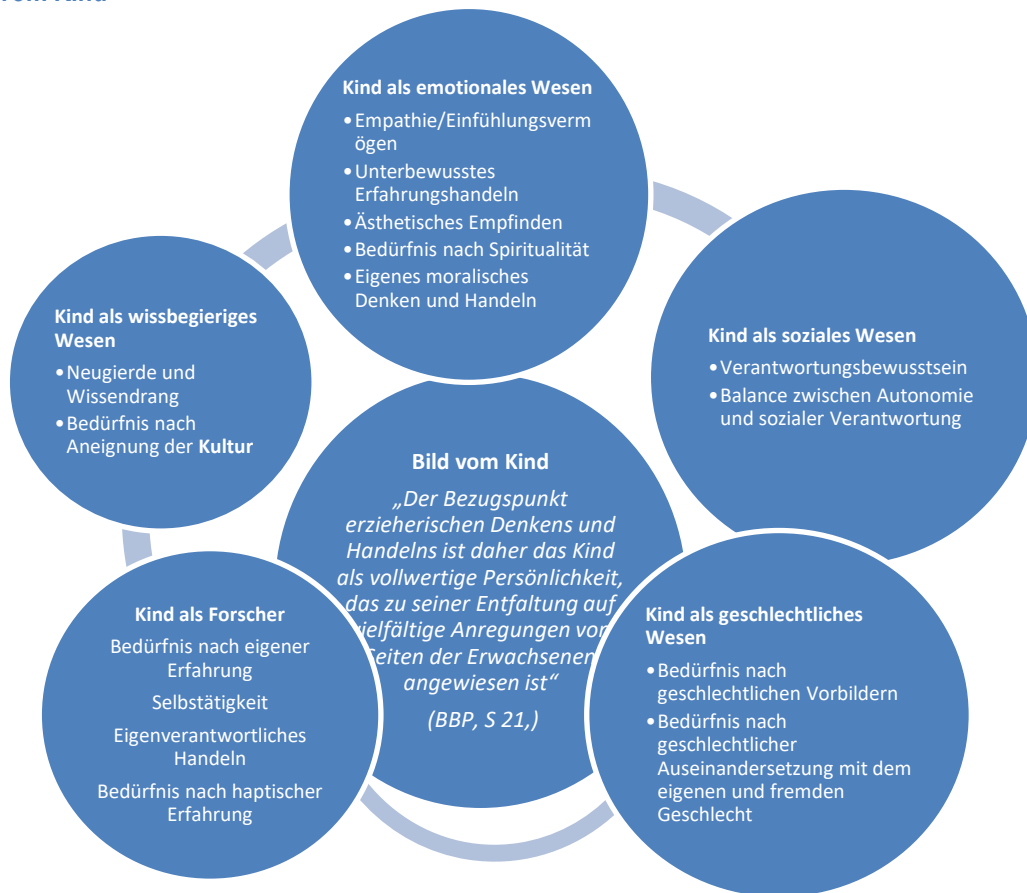 Kind als emotionales Wesen
•Empathie/Einfühlungsverm
ögen
•Unterbewusstes
Erfahrungshandeln
•Ästhetisches Empfinden
•Bedürfnis nach Spiritualität
•Eigenes moralisches
Denken und Handeln
Kind als soziales Wesen
•Verantwortungsbewusstsein
•Balance zwischen Autonomie
und sozialer Verantwortung
Kind als geschlechtliches
Wesen
•Bedürfnis nach
geschlechtlichen Vorbildern
•Bedürfnis nach
geschlechtlicher
Auseinandersetzung mit dem
eigenen und fremden
Geschlecht
Kind als Forscher
Bedürfnis nach eigener
Erfahrung
Selbstätigkeit
Eigenverantwortliches
Handeln
Bedürfnis nach haptischer
Erfahrung
Kind als wissbegieriges
Wesen
•Neugierde und
Wissendrang
•Bedürfnis nach
Aneignung der Kultur
Bild vom Kind
„Der Bezugspunkt
erzieherischen Denkens und
Handelns ist daher das Kind
als vollwertige Persönlichkeit,
das zu seiner Entfaltung auf
vielfältige Anregungen von
Seiten der Erwachsenen
angewiesen ist“
(BBP, S 21,)